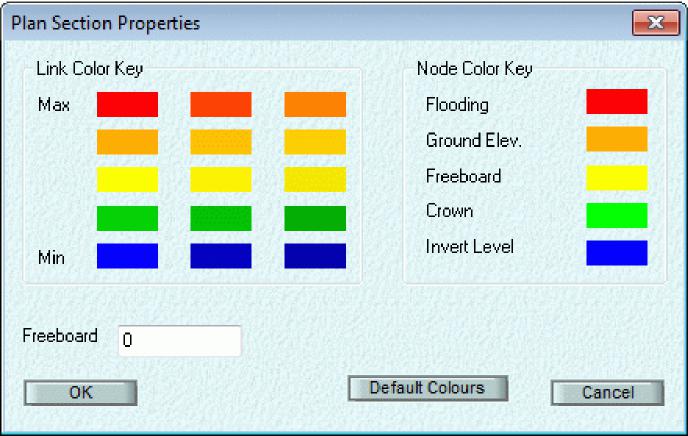 Plan Section Properties
Link Color Key
Max
Min
Node Color Key
Flooding
Ground Elev.
Freeboard
Crown
Invert Level
Freeboard 0
OK
Default Colours
Cancel